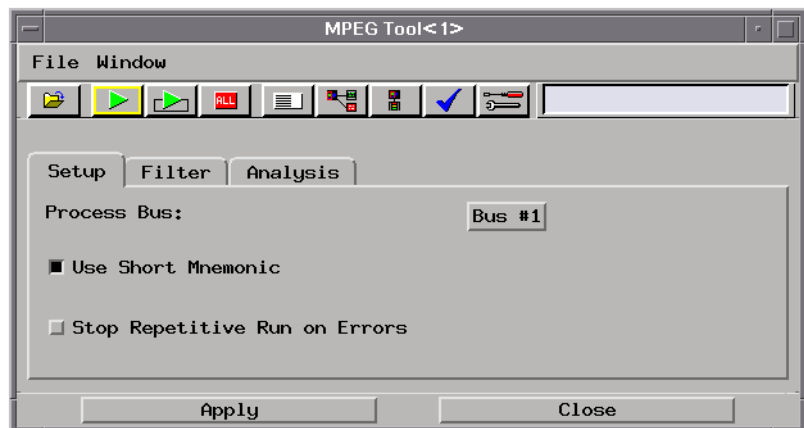 MPEG Tool<1>
File Window
ALL
Setup Filter Analysis
Process Bus: Bus #1
Use Short Mnemonic
Stop Repetitive Run on Errors
Apply Close